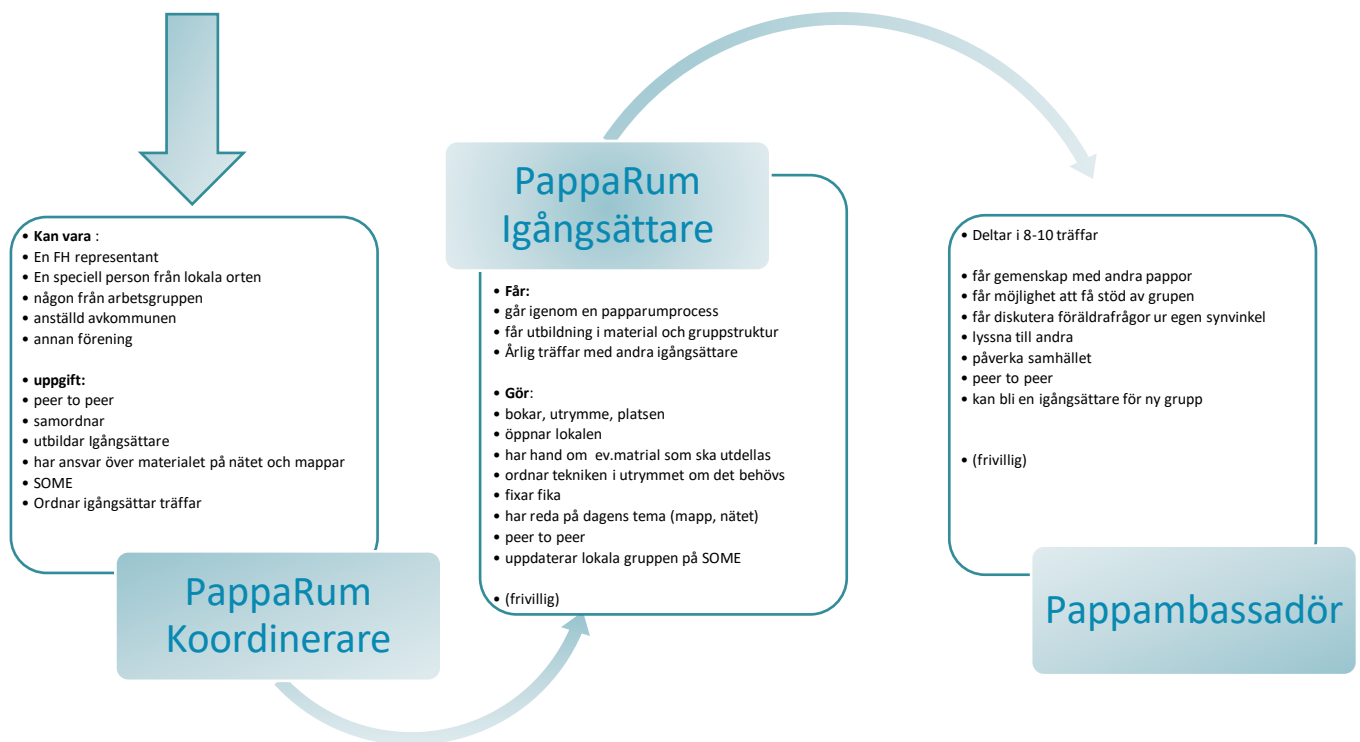 • Kan vara :
• En FH representant
• En speciell person från lokala orten
• någon från arbetsgruppen
• anställd avkommunen
• annan förening
• uppgift:
• peer to peer
• samordnar
• utbildar Igångsättare
• har ansvar över materialet på nätet och mappar
• SOME
• Ordnar igångsättar träffar
PappaRum
Koordinerare
PappaRum
Igångsättare
• Får:
• går igenom en papparumprocess
• får utbildning i material och gruppstruktur
• Årlig träffar med andra igångsättare
• Gör:
• bokar, utrymme, platsen
• öppnar lokalen
• har hand om ev.matrial som ska utdellas
• ordnar tekniken i utrymmet om det behövs
• fixar fika
• har reda på dagens tema (mapp, nätet)
• peer to peer
• uppdaterar lokala gruppen på SOME
• (frivillig)
• Deltar i 8-10 träffar
• får gemenskap med andra pappor
• får möjlighet att få stöd av grupen
• får diskutera föräldrafrågor ur egen synvinkel
• lyssna till andra
• påverka samhället
• peer to peer
• kan bli en igångsättare för ny grupp
• (frivillig)
Pappambassadör